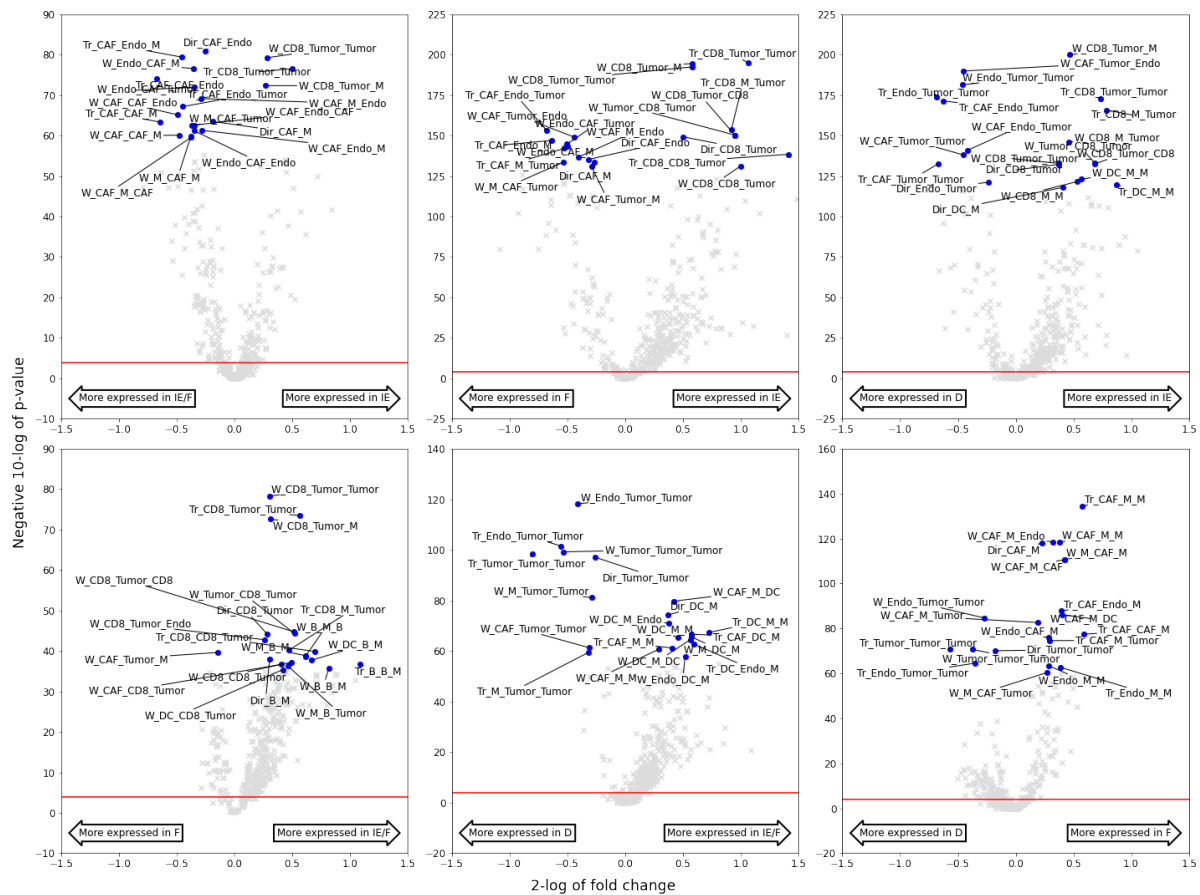 90
80
70
60
50
40
30
20
10
0
−10
−1.5
−1.0
−0.5
0.0
0.5
1.0
1.5
Tr_CAF_Endo_M
Dir_CAF_Endo
W_CD8_Tumor_Tumor
W_Endo_CAF_M
Tr_CD8_Tumor_Tumor
W_Endo_CAF_Tumor
Tr_CAF_CAF_Endo
W_CD8_Tumor_M
Tr_CAF_Endo_Tumor
W_CAF_CAF_Endo
W_CAF_M_Endo
Tr_CAF_CAF_M
W_M_CAF_Tumor
W_CAF_Endo_CAF
W_CAF_CAF_M
Dir_CAF_M
W_CAF_Endo_M
W_Endo_CAF_Endo
W_M_CAF_M
W_CAF_M_CAF
More expressed in IE/F
More expressed in IE
225
200
175
150
125
100
75
50
25
0
−25
−1.5
−1.0
−0.5
0.0
0.5
1.0
1.5
Tr_CD8_Tumor_Tumor
W_CD8_Tumor_M
W_CD8_Tumor_Tumor
Tr_CD8_M_Tumor
Tr_CAF_Endo_Tumor
W_CD8_Tumor_CD8
W_Tumor_CD8_Tumor
W_CAF_Tumor_Endo
W_Endo_CAF_Tumor
W_CAF_M_Endo
Tr_CAF_Endo_M
W_Endo_CAF_M
Dir_CAF_Endo
Dir_CD8_Tumor
Tr_CAF_M_Tumor
Tr_CD8_CD8_Tumor
Dir_CAF_M
W_M_CAF_Tumor
W_CD8_CD8_Tumor
W_CAF_Tumor_M
More expressed in F
More expressed in IE
225
200
175
150
125
100
75
50
25
0
−25
−1.5
−1.0
−0.5
0.0
0.5
1.0
1.5
W_CD8_Tumor_M
W_CAF_Tumor_Endo
W_Endo_Tumor_Tumor
Tr_Endo_Tumor_Tumor
Tr_CD8_Tumor_Tumor
Tr_CAF_Endo_Tumor
Tr_CD8_M_Tumor
W_CAF_Endo_Tumor
W_CD8_M_Tumor
W_CAF_M_Tumor
W_Tumor_CD8_Tumor
W_CD8_Tumor_Tumor
W_CD8_Tumor_CD8
Tr_CAF_Tumor_Tumor
Dir_CD8_Tumor
W_DC_M_M
Dir_Endo_Tumor
W_CD8_M_M
Tr_DC_M_M
Dir_DC_M
More expressed in D
More expressed in IE
Negative 10-log of p-value
90
80
70
60
50
40
30
20
10
0
−10
−1.5
−1.0
−0.5
0.0
0.5
1.0
1.5
W_CD8_Tumor_Tumor
Tr_CD8_Tumor_Tumor
W_CD8_Tumor_M
W_CD8_Tumor_CD8
W_Tumor_CD8_Tumor
Dir_CD8_Tumor
Tr_CD8_M_Tumor
W_CD8_Tumor_Endo
W_B_M_B
Tr_CD8_CD8_Tumor
W_M_B_M
W_DC_B_M
W_CAF_Tumor_M
W_CD8_CD8_Tumor
W_CAF_CD8_Tumor
W_B_B_M
Tr_B_B_M
Dir_B_M
W_DC_CD8_Tumor
W_M_B_Tumor
More expressed in F
More expressed in IE/F
140
120
100
80
60
40
20
0
−20
−1.5
−1.0
−0.5
0.0
0.5
1.0
1.5
W_Endo_Tumor_Tumor
Tr_Endo_Tumor_Tumor
W_Tumor_Tumor_Tumor
Tr_Tumor_Tumor_Tumor
Dir_Tumor_Tumor
W_M_Tumor_Tumor
W_CAF_M_DC
Dir_DC_M
W_DC_M_Endo
W_CAF_Tumor_Tumor
W_DC_M_M
Tr_DC_M_M
Tr_CAF_M_M
Tr_CAF_DC_M
W_M_DC_M
W_DC_M_DC
W_CAF_M_M
Tr_DC_Endo_M
Tr_M_Tumor_Tumor
W_Endo_DC_M
More expressed in D
More expressed in IE/F
160
140
120
100
80
60
40
20
0
−20
−1.5
−1.0
−0.5
0.0
0.5
1.0
1.5
Tr_CAF_M_M
W_CAF_M_Endo
W_CAF_M_M
Dir_CAF_M
W_M_CAF_M
W_CAF_M_CAF
W_Endo_Tumor_Tumor
Tr_CAF_Endo_M
W_CAF_M_Tumor
W_CAF_M_DC
W_Endo_CAF_M
Tr_CAF_CAF_M
Tr_Tumor_Tumor_Tumor
Tr_CAF_M_Tumor
Dir_Tumor_Tumor
W_Tumor_Tumor_Tumor
Tr_Endo_Tumor_Tumor
W_Endo_M_M
W_M_CAF_Tumor
Tr_Endo_M_M
More expressed in D
More expressed in F
2-log of fold change